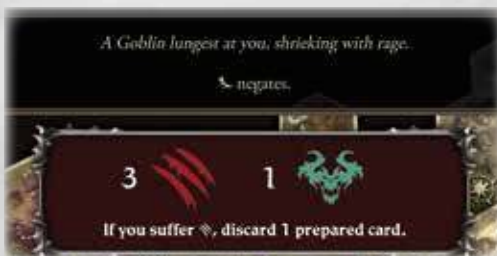 A Goblin lunges at you, shrieking with rage.
negates.
3 1
If you suffer , discard 1 prepared card.